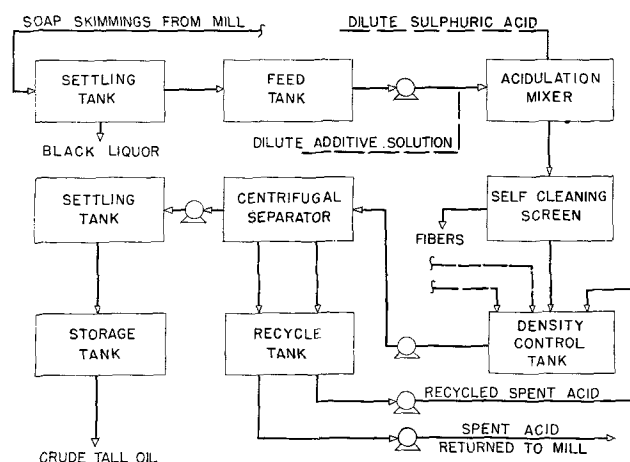 SOAP SKIMMINGS FROM MILL
DILUTE SULPHURIC ACID
SETTLING
TANK
FEED
TANK
ACIDULATION
MIXER
BLACK LIQUOR
DILUTE ADDITIVE SOLUTION
SETTLING
TANK
CENTRIFUGAL
SEPARATOR
SELF CLEANING
SCREEN
FIBERS
STORAGE
TANK
RECYCLE
TANK
DENSITY
CONTROL
TANK
RECYCLED SPENT ACID
SPENT ACID
RETURNED TO MILL
CRUDE TALL OIL